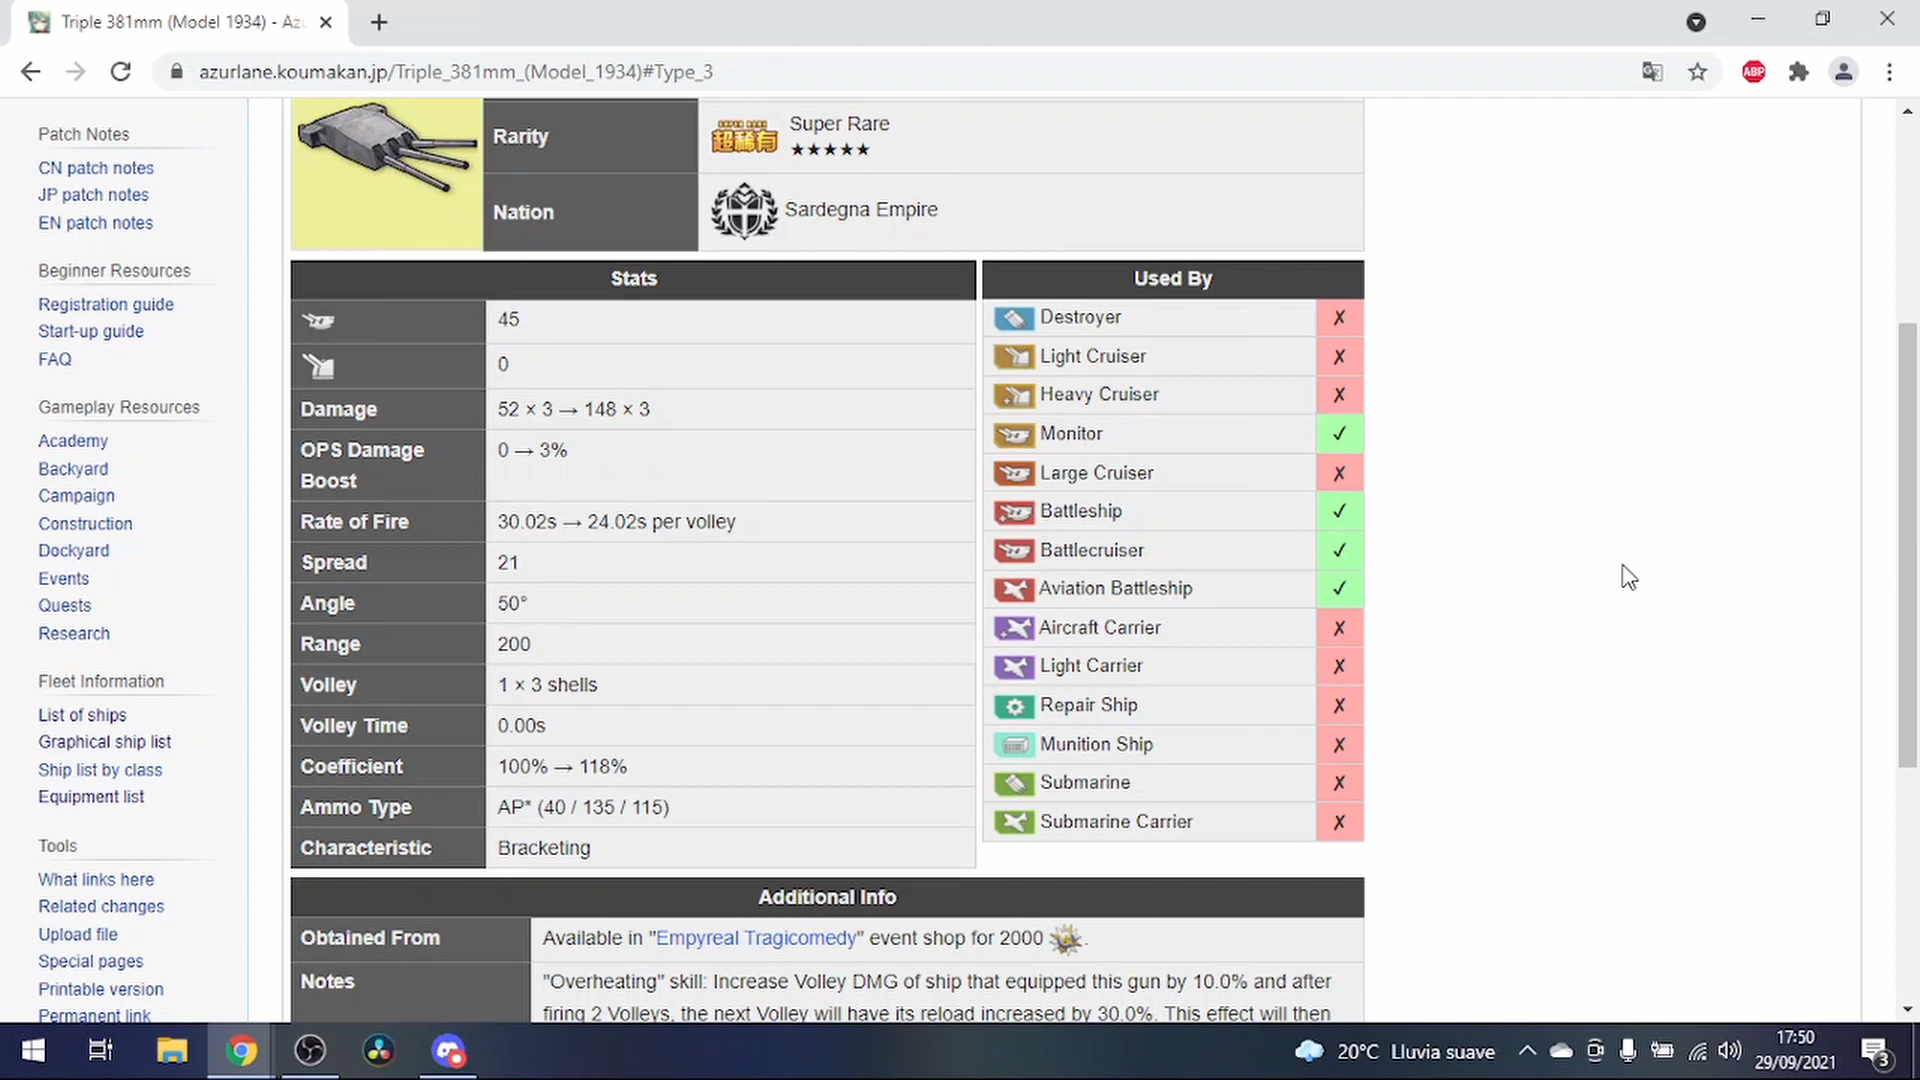 Triple 381mm (Model 1934) - Azu
azurlane.koumakan.jp/Triple_381mm_(Model_1934)#Type_3
ABP
Patch Notes
CN patch notes
JP patch notes
EN patch notes
Beginner Resources
Registration guide
Start-up guide
FAQ
Gameplay Resources
Academy
Backyard
Campaign
Construction
Dockyard
Events
Quests
Research
Fleet Information
List of ships
Graphical ship list
Ship list by class
Equipment list
Tools
What links here
Related changes
Upload file
Special pages
Printable version
Permanent link
Rarity
SUPER RARE
超稀有
Super Rare
★★★★★
Nation
Sardegna Empire
Stats
45
0
Damage 52 × 3 → 148 × 3
OPS Damage Boost 0 → 3%
Rate of Fire 30.02s → 24.02s per volley
Spread 21
Angle 50°
Range 200
Volley 1 × 3 shells
Volley Time 0.00s
Coefficient 100% → 118%
Ammo Type AP* (40 / 135 / 115)
Characteristic Bracketing
Used By
Destroyer ✗
Light Cruiser ✗
Heavy Cruiser ✗
Monitor ✓
Large Cruiser ✗
Battleship ✓
Battlecruiser ✓
Aviation Battleship ✓
Aircraft Carrier ✗
Light Carrier ✗
Repair Ship ✗
Munition Ship ✗
Submarine ✗
Submarine Carrier ✗
Additional Info
Obtained From Available in "Empyreal Tragicomedy" event shop for 2000 .
Notes "Overheating" skill: Increase Volley DMG of ship that equipped this gun by 10.0% and after
firing 2 Volleys, the next Volley will have its reload increased by 30.0%. This effect will then
20°C Lluvia suave
17:50
29/09/2021
3